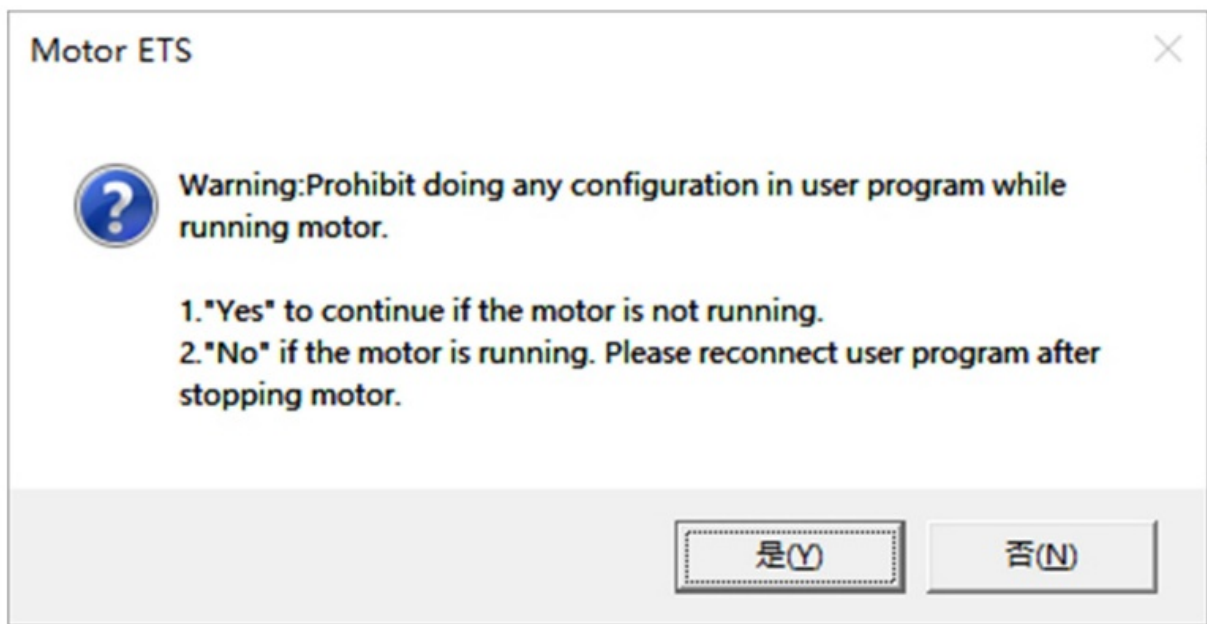 Motor ETS
Warning:Prohibit doing any configuration in user program while
running motor.
1."Yes" to continue if the motor is not running.
2."No" if the motor is running. Please reconnect user program after
stopping motor.
是(Y)
否(N)